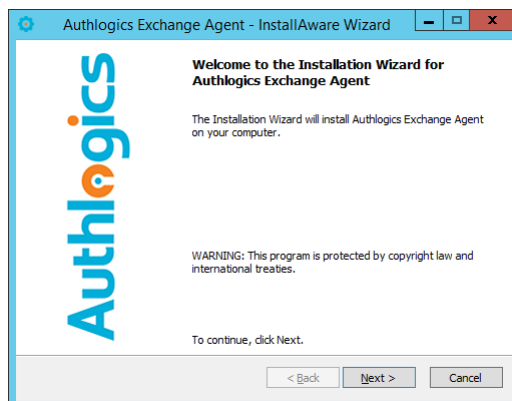 Authlogics Exchange Agent - InstallAware Wizard
Authlogics
Welcome to the Installation Wizard for
Authlogics Exchange Agent
The Installation Wizard will install Authlogics Exchange Agent
on your computer.
WARNING: This program is protected by copyright law and
international treaties.
To continue, click Next.
< Back
Next >
Cancel